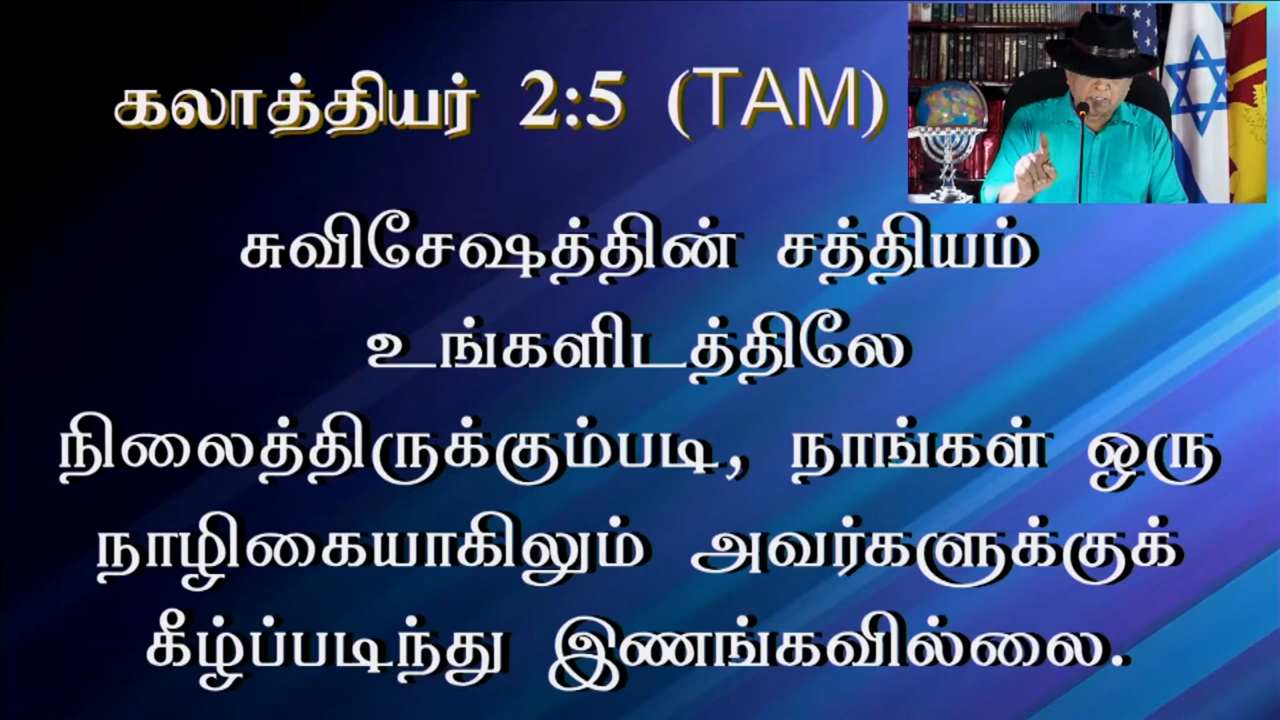 கலாத்தியர் 2:5 (TAM)
சுவிசேஷத்தின் சத்தியம்
உங்களிடத்திலே
நிலைத்திருக்கும்படி, நாங்கள் ஒரு
நாழிகையாகிலும் அவர்களுக்குக்
கீழ்ப்படிந்து இணங்கவில்லை.